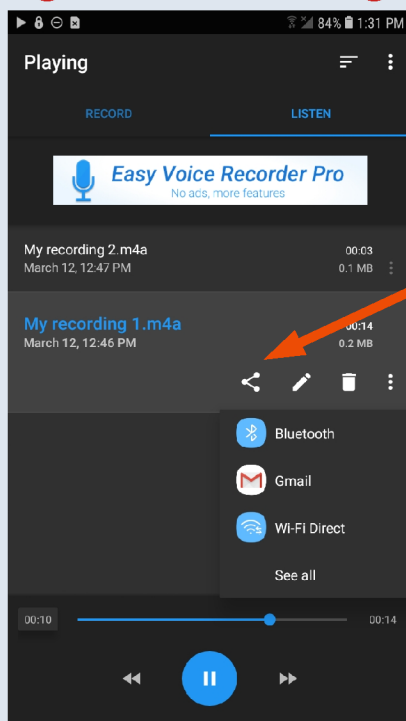 84% 1:31 PM
Playing
RECORD LISTEN
Easy Voice Recorder Pro
No ads, more features
My recording 2.m4a 00:03
March 12, 12:47 PM 0.1 MB
My recording 1.m4a 00:14
March 12, 12:46 PM 0.2 MB
Bluetooth
Gmail
Wi-Fi Direct
See all
00:10 00:14